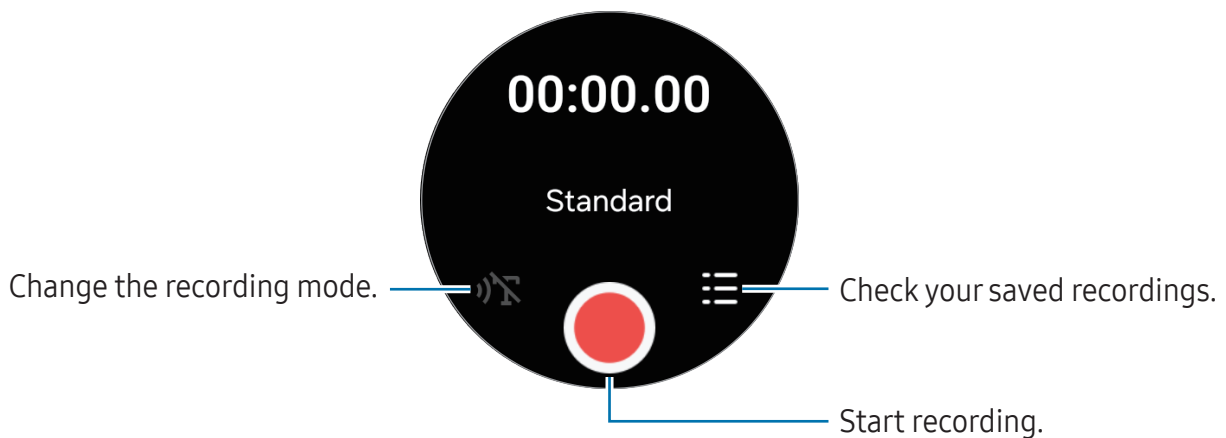 00:00.00
Standard
Change the recording mode.
Check your saved recordings.
Start recording.